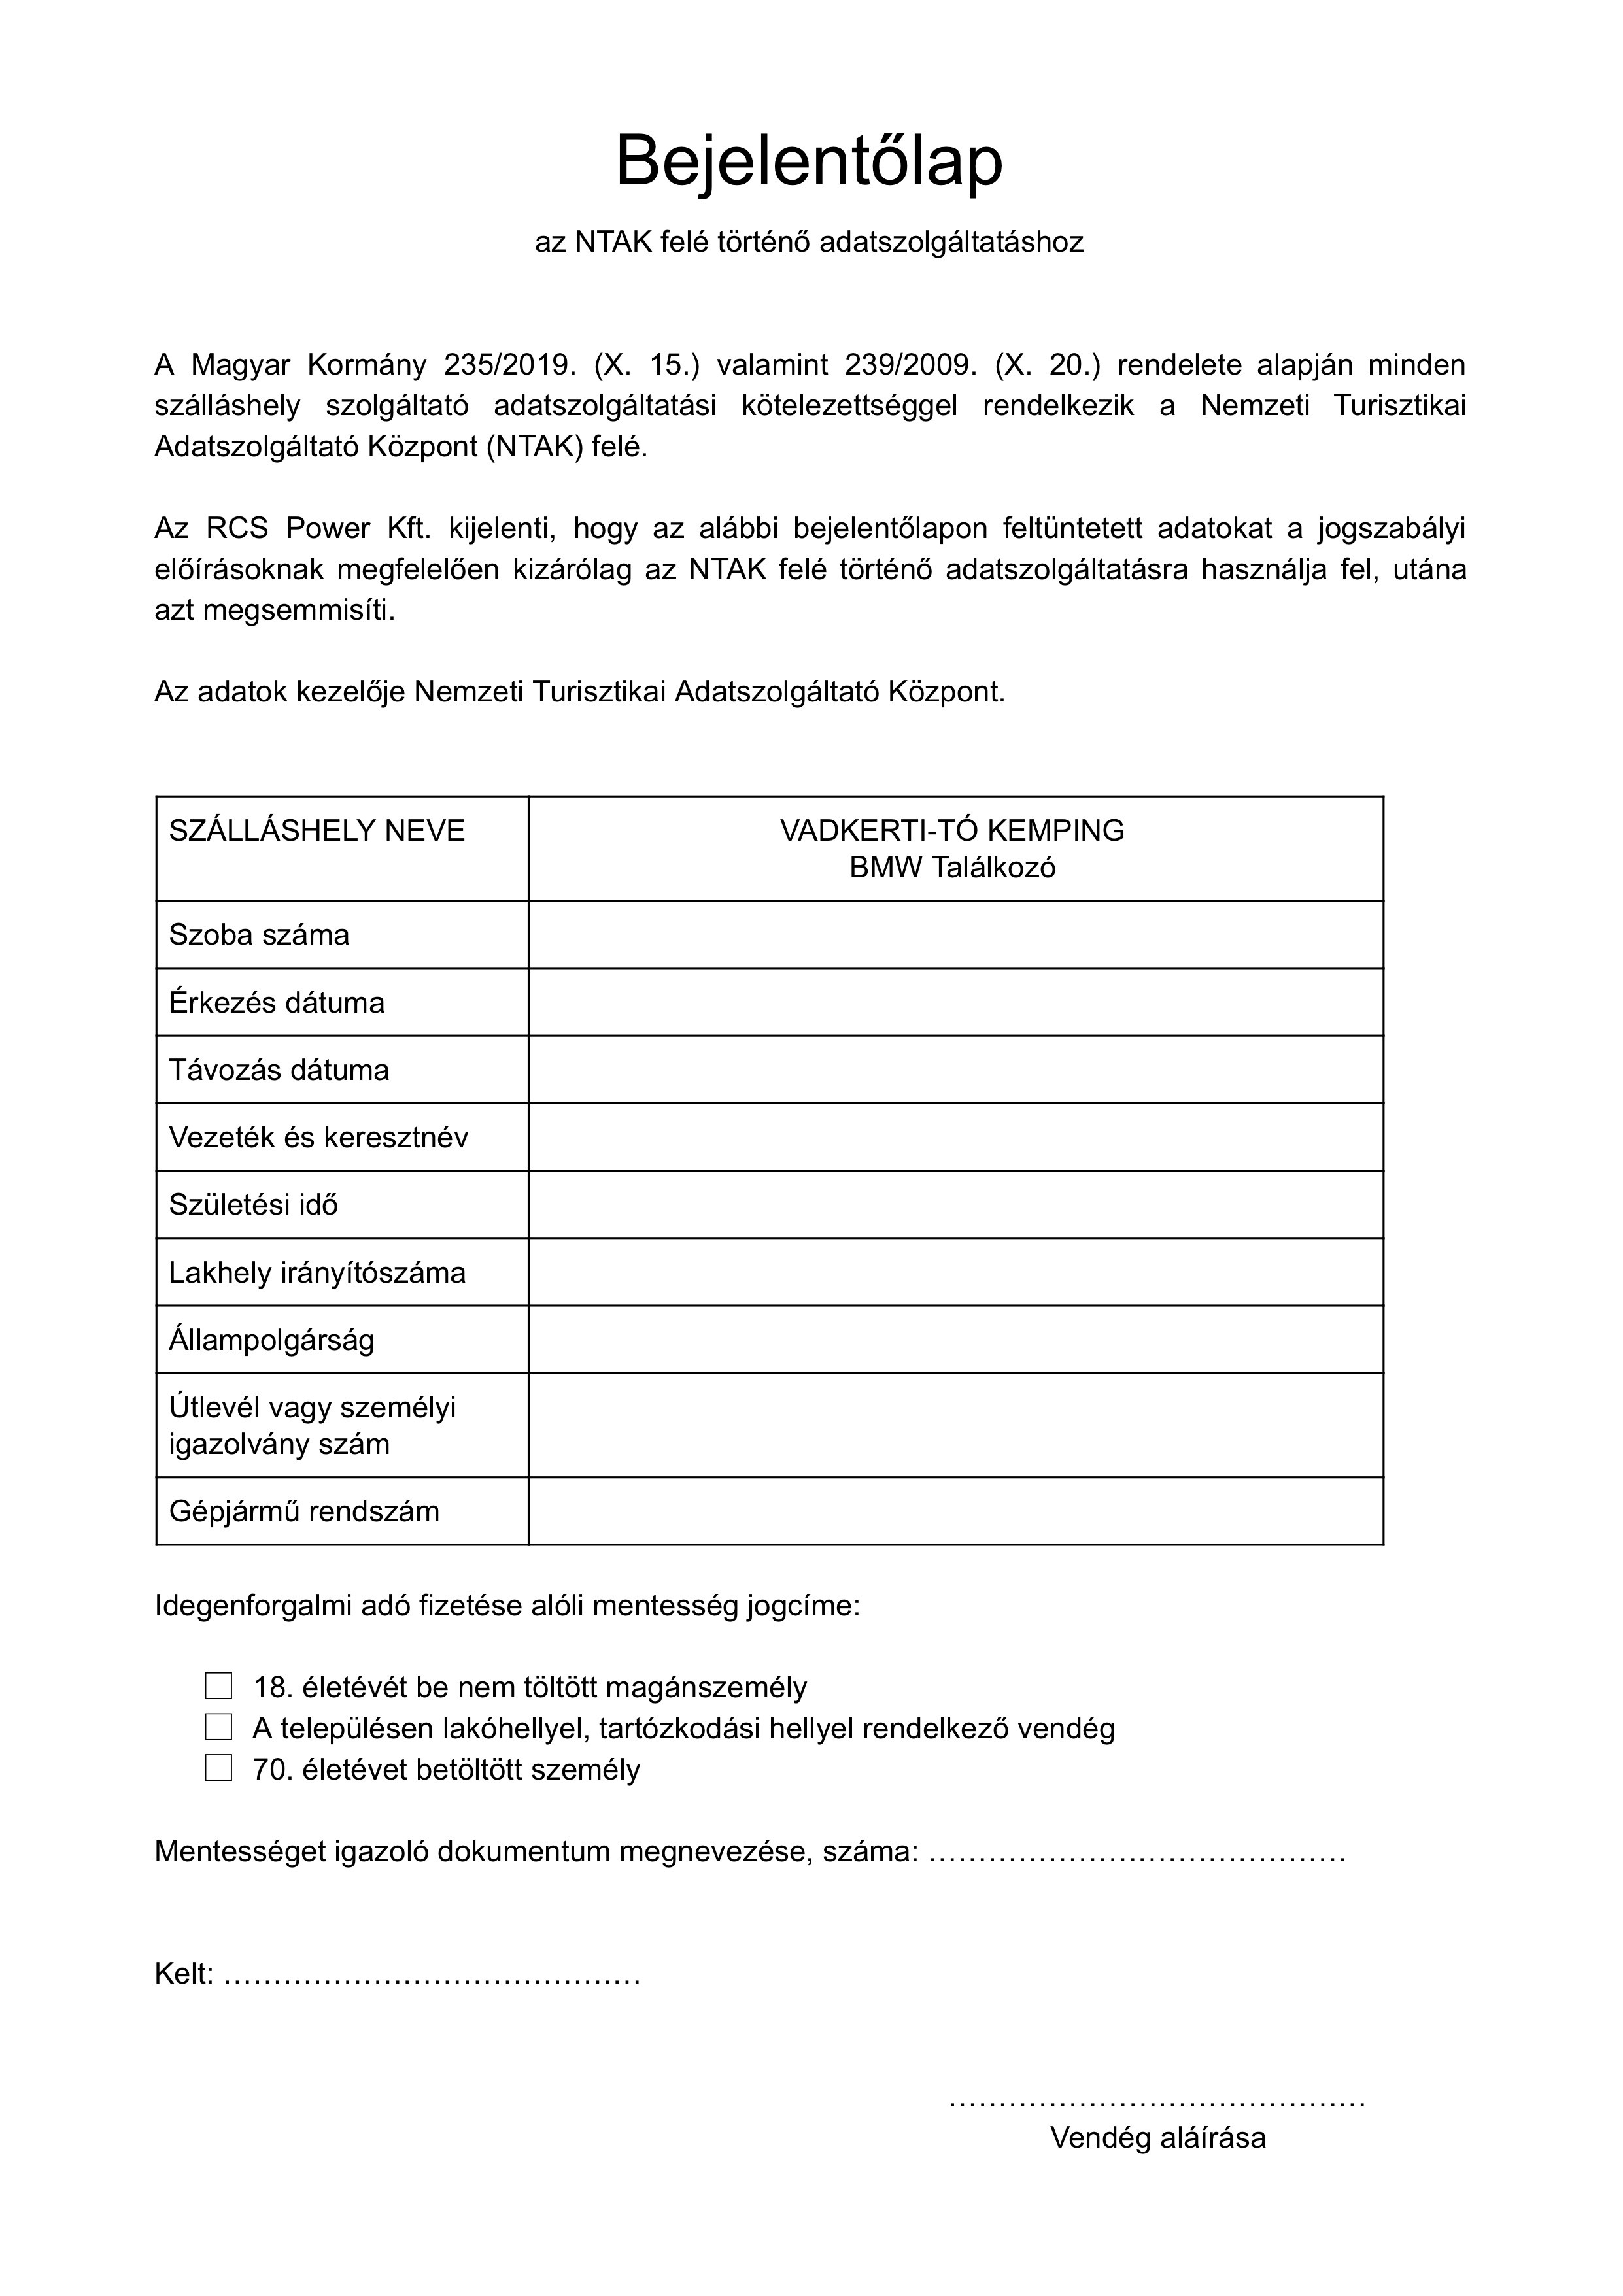 Bejelentőlap
az NTAK felé történő adatszolgáltatáshoz
A Magyar Kormány 235/2019. (X. 15.) valamint 239/2009. (X. 20.) rendelete alapján minden
szálláshely szolgáltató adatszolgáltatási kötelezettséggel rendelkezik a Nemzeti Turisztikai
Adatszolgáltató Központ (NTAK) felé.
Az RCS Power Kft. kijelenti, hogy az alábbi bejelentőlapon feltüntetett adatokat a jogszabályi
előírásoknak megfelelően kizárólag az NTAK felé történő adatszolgáltatásra használja fel, utána
azt megsemmisíti.
Az adatok kezelője Nemzeti Turisztikai Adatszolgáltató Központ.
SZÁLLÁSHELY NEVE
VADKERTI-TÓ KEMPING
BMW Találkozó
Szoba száma
Érkezés dátuma
Távozás dátuma
Vezeték és keresztnév
Születési idő
Lakhely irányítószáma
Állampolgárság
Útlevél vagy személyi
igazolvány szám
Gépjármű rendszám
Idegenforgalmi adó fizetése alóli mentesség jogcíme:
18. életévét be nem töltött magánszemély
A településen lakóhellyel, tartózkodási hellyel rendelkező vendég
70. életévet betöltött személy
Mentességet igazoló dokumentum megnevezése, száma: ……………………………………
Kelt: ……………………………………
……………………………………
Vendég aláírása